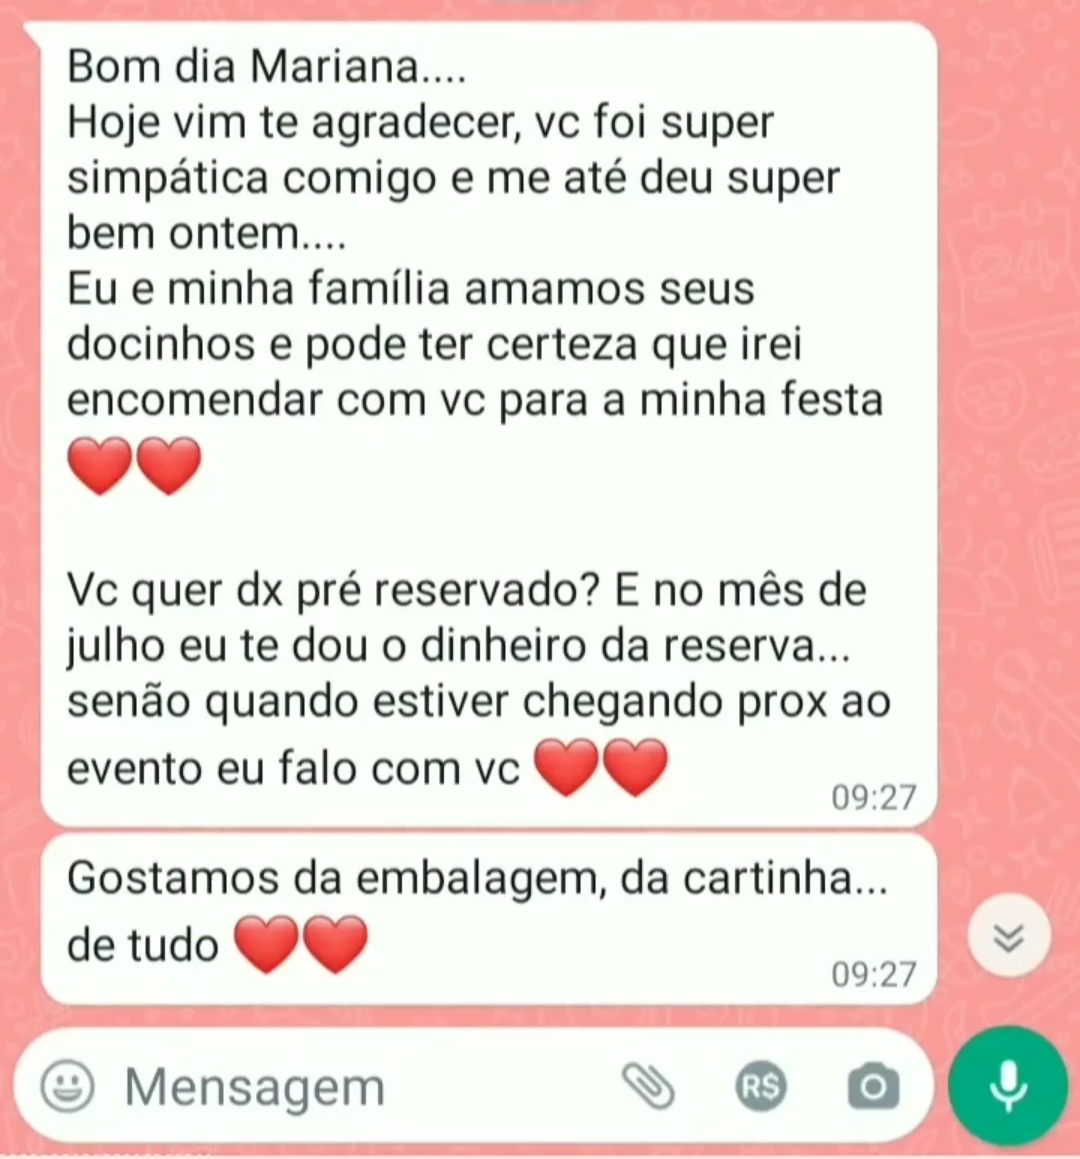 Bom dia Mariana....
Hoje vim te agradecer, vc foi super
simpática comigo e me até deu super
bem ontem....
Eu e minha família amamos seus
docinhos e pode ter certeza que irei
encomendar com vc para a minha festa
❤️❤️
Vc quer dx pré reservado? E no mês de
julho eu te dou o dinheiro da reserva...
senão quando estiver chegando prox ao
evento eu falo com vc ❤️❤️
09:27
Gostamos da embalagem, da cartinha...
de tudo ❤️❤️
09:27
Mensagem
R$